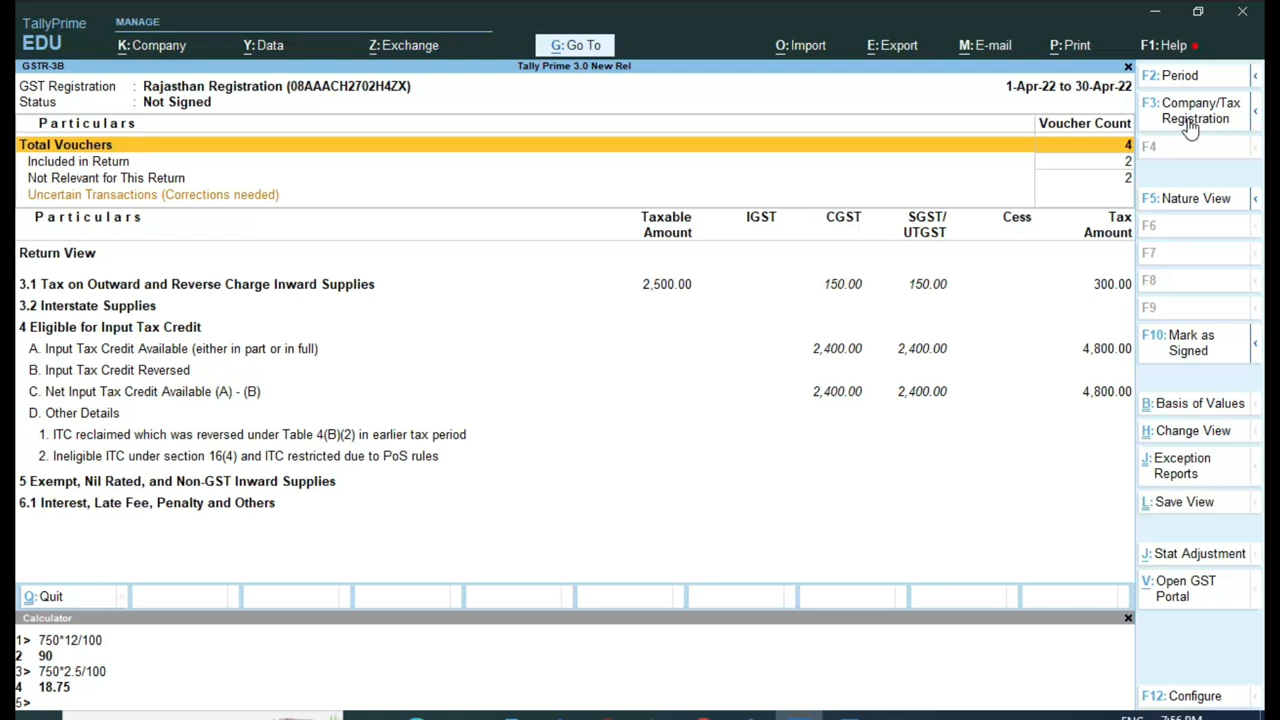 TallyPrime
EDU
MANAGE
K: Company
Y: Data
Z: Exchange
G: Go To
O: Import
E: Export
M: E-mail
P: Print
F1: Help
GSTR-3B
Tally Prime 3.0 New Rel
GST Registration : Rajasthan Registration (08AAACH2702H4ZX)
1-Apr-22 to 30-Apr-22
Status : Not Signed
Particulars Voucher Count
Total Vouchers 4
Included in Return 2
Not Relevant for This Return 2
Uncertain Transactions (Corrections needed)
Particulars Taxable Amount IGST CGST SGST/ UTGST Cess Tax Amount
Return View
3.1 Tax on Outward and Reverse Charge Inward Supplies 2,500.00 150.00 150.00 300.00
3.2 Interstate Supplies
4 Eligible for Input Tax Credit
A. Input Tax Credit Available (either in part or in full) 2,400.00 2,400.00 4,800.00
B. Input Tax Credit Reversed
C. Net Input Tax Credit Available (A) - (B) 2,400.00 2,400.00 4,800.00
D. Other Details
1. ITC reclaimed which was reversed under Table 4(B)(2) in earlier tax period
2. Ineligible ITC under section 16(4) and ITC restricted due to PoS rules
5 Exempt, Nil Rated, and Non-GST Inward Supplies
6.1 Interest, Late Fee, Penalty and Others
Q: Quit
Calculator
1> 750*12/100
2 90
3> 750*2.5/100
4 18.75
5>
F2: Period
F3: Company/Tax
Registration
F4
F5: Nature View
F6
F7
F8
F9
F10: Mark as
Signed
B: Basis of Values
H: Change View
J: Exception
Reports
L: Save View
J: Stat Adjustment
V: Open GST
Portal
F12: Configure
ENG 7:56 PM